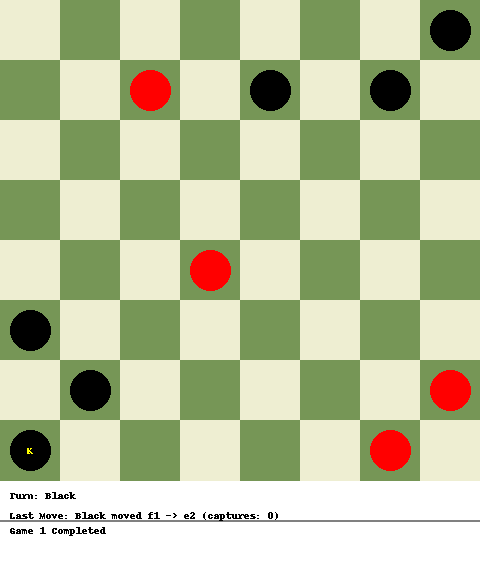 K
Turn: Black
Last Move: Black moved f1 -> e2 (captures: 0)
Game 1 Completed